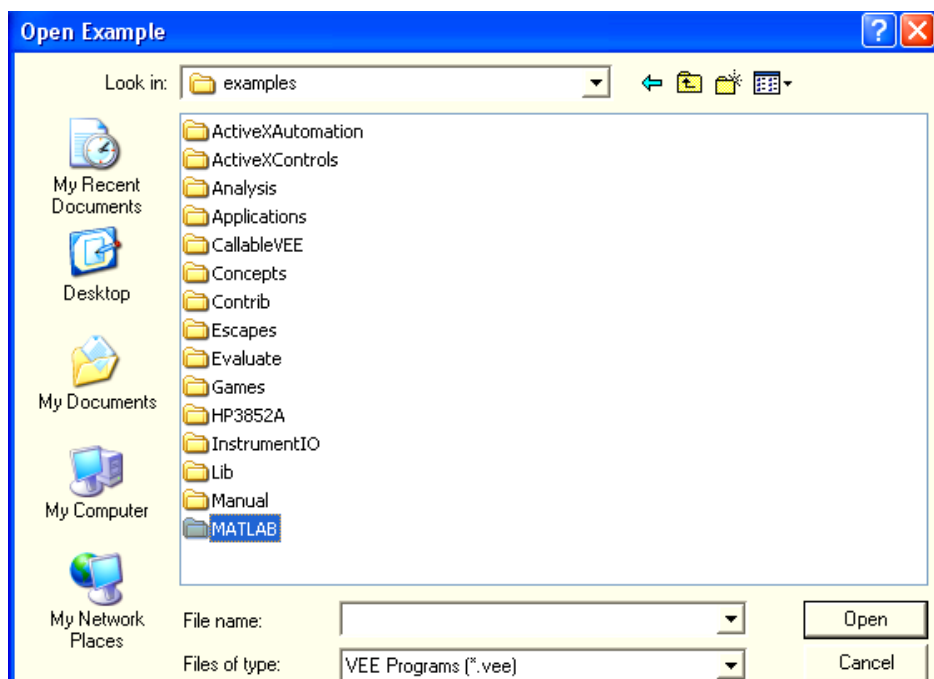 Open Example
Look in: examples
My Recent
Documents
Desktop
My Documents
My Computer
My Network
Places
ActiveXAutomation
ActiveXControls
Analysis
Applications
CallableVEE
Concepts
Contrib
Escapes
Evaluate
Games
HP3852A
InstrumentIO
Lib
Manual
MATLAB
File name:
Open
Files of type: VEE Programs (*.vee)
Cancel